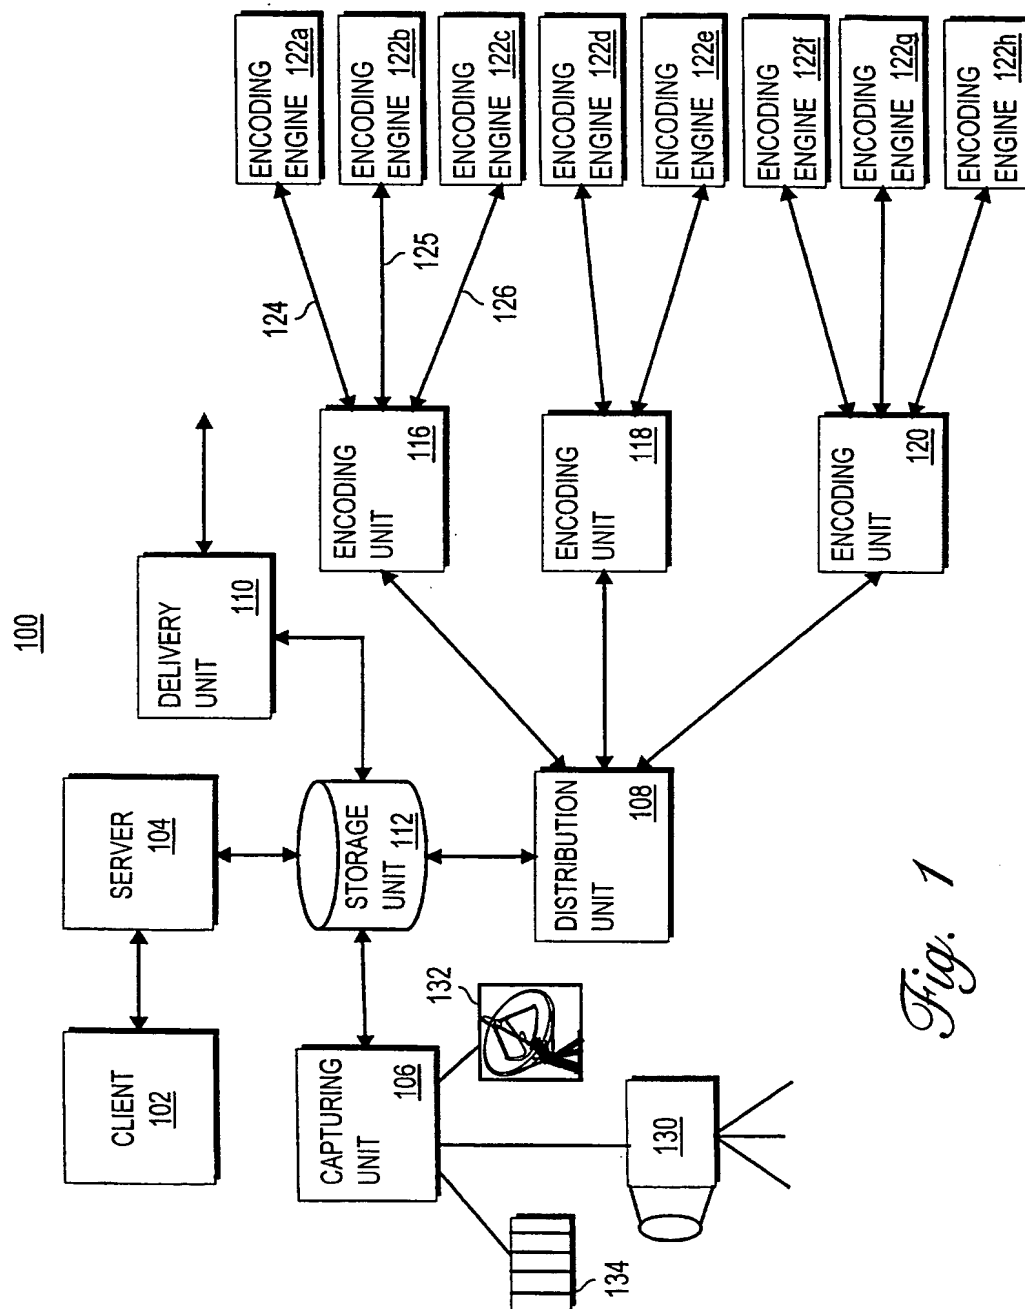 100
CLIENT
102
SERVER
104
DELIVERY
UNIT
110
CAPTURING
UNIT
106
STORAGE
UNIT 112
134
132
130
DISTRIBUTION
UNIT
108
ENCODING
UNIT
116
ENCODING
UNIT
118
ENCODING
UNIT
120
124
125
126
ENCODING
ENGINE 122a
ENCODING
ENGINE 122b
ENCODING
ENGINE 122c
ENCODING
ENGINE 122d
ENCODING
ENGINE 122e
ENCODING
ENGINE 122f
ENCODING
ENGINE 122g
ENCODING
ENGINE 122h
Fig. 1